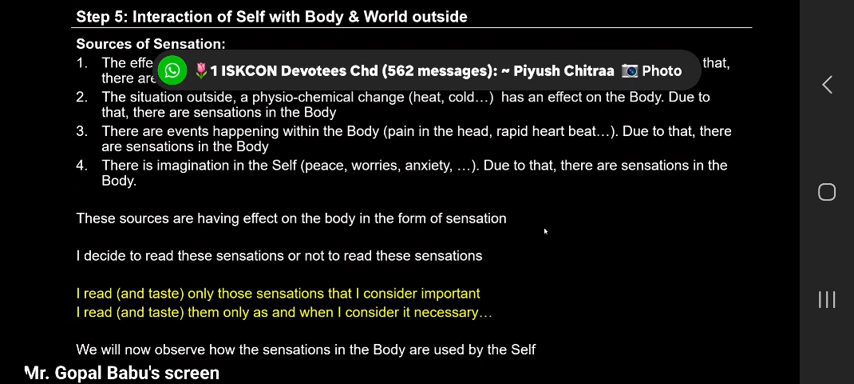 Step 5: Interaction of Self with Body & World outside
Sources of Sensation:
1. The effe
that,
there are
🌷1 ISKCON Devotees Chd (562 messages): ~ Piyush Chitraa 📷 Photo
2. The situation outside, a physio-chemical change (heat, cold…) has an effect on the Body. Due to
that, there are sensations in the Body
3. There are events happening within the Body (pain in the head, rapid heart beat…). Due to that, there
are sensations in the Body
4. There is imagination in the Self (peace, worries, anxiety, …). Due to that, there are sensations in the
Body.
These sources are having effect on the body in the form of sensation
I decide to read these sensations or not to read these sensations
I read (and taste) only those sensations that I consider important
I read (and taste) them only as and when I consider it necessary…
We will now observe how the sensations in the Body are used by the Self
Mr. Gopal Babu's screen